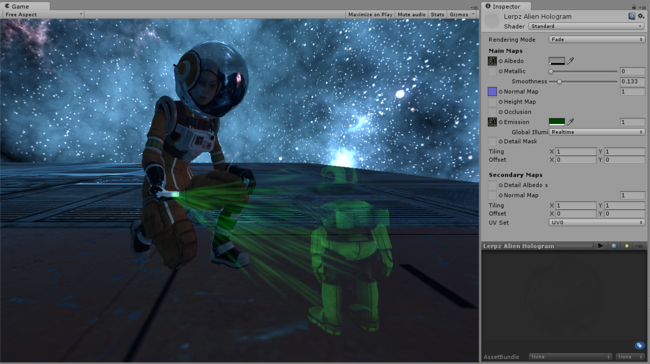 Game
Free Aspect
Maximize on Play Mute audio Stats Gizmos
Inspector
Lerpz Alien Hologram
Shader Standard
Rendering Mode Fade
Main Maps
Albedo
Metallic 0
Smoothness 0.133
Normal Map 1
Height Map
Occlusion
Emission 1
Global Illumi Realtime
Detail Mask
Tiling X 1 Y 1
Offset X 0 Y 0
Secondary Maps
Detail Albedo x
Normal Map 1
Tiling X 1 Y 1
Offset X 0 Y 0
UV Set UV0
Lerpz Alien Hologram
AssetBundle None None